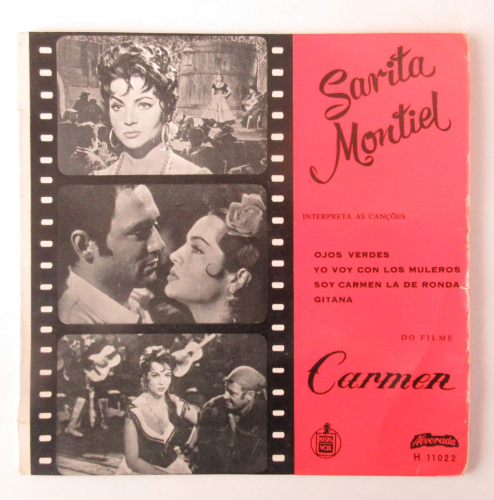 Sarita
Montiel
INTERPRETA AS CANÇÕES
OJOS VERDES
YO VOY CON LOS MULEROS
SOY CARMEN LA DE RONDA
GITANA
DO FILME
Carmen
Alvorada
H 11022